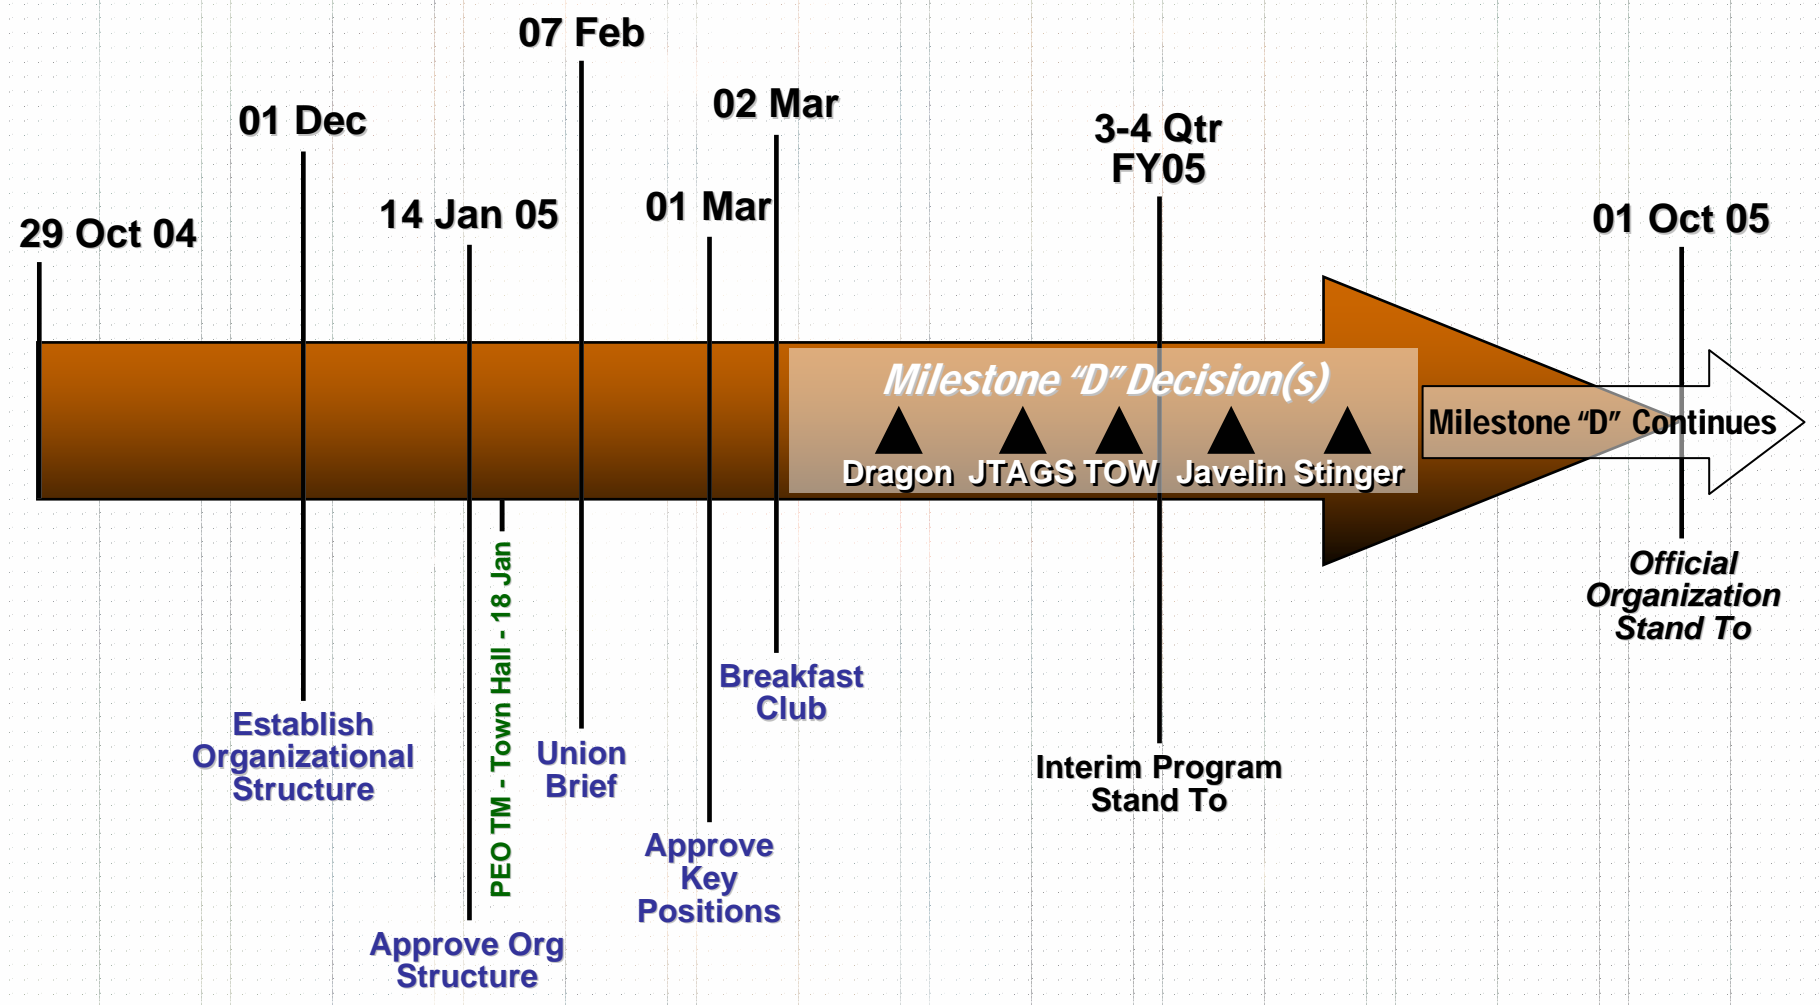 07 Feb
02 Mar
01 Dec
3-4 Qtr
FY05
14 Jan 05
01 Mar
01 Oct 05
29 Oct 04
Milestone “D” Decision(s)
Dragon JTAGS TOW Javelin Stinger
Milestone “D” Continues
PEO TM - Town Hall - 18 Jan
Official
Organization
Stand To
Breakfast
Club
Establish
Organizational
Structure
Union
Brief
Interim Program
Stand To
Approve
Key
Positions
Approve Org
Structure